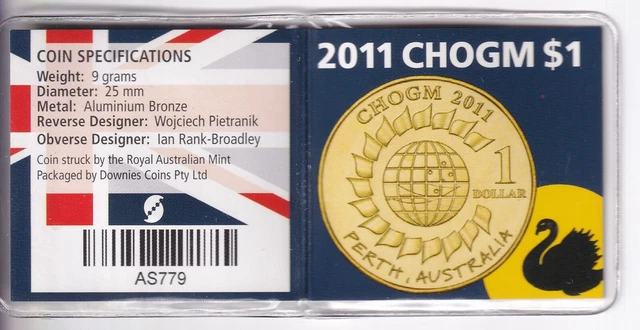 COIN SPECIFICATIONS
Weight: 9 grams
Diameter: 25 mm
Metal: Aluminium Bronze
Reverse Designer: Wojciech Pietranik
Obverse Designer: Ian Rank-Broadley
Coin struck by the Royal Australian Mint
Packaged by Downies Coins Pty Ltd
AS779
2011 CHOGM $1
CHOGM 2011
1
DOLLAR
PERTH, AUSTRALIA